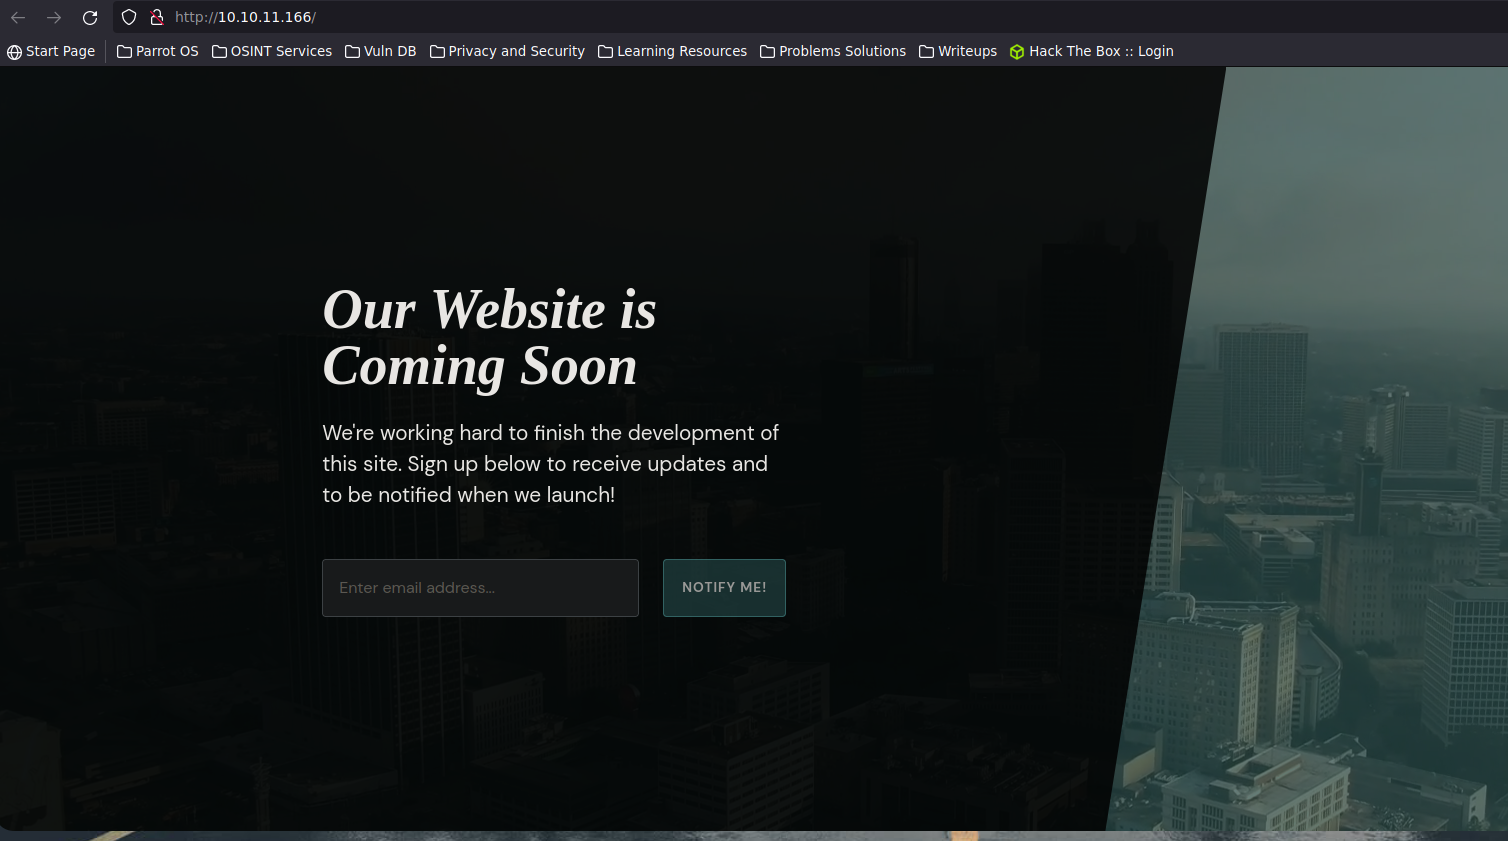 http://10.10.11.166/
Start Page Parrot OS OSINT Services Vuln DB Privacy and Security Learning Resources Problems Solutions Writeups Hack The Box :: Login
Our Website is
Coming Soon
We're working hard to finish the development of
this site. Sign up below to receive updates and
to be notified when we launch!
Enter email address... NOTIFY ME!